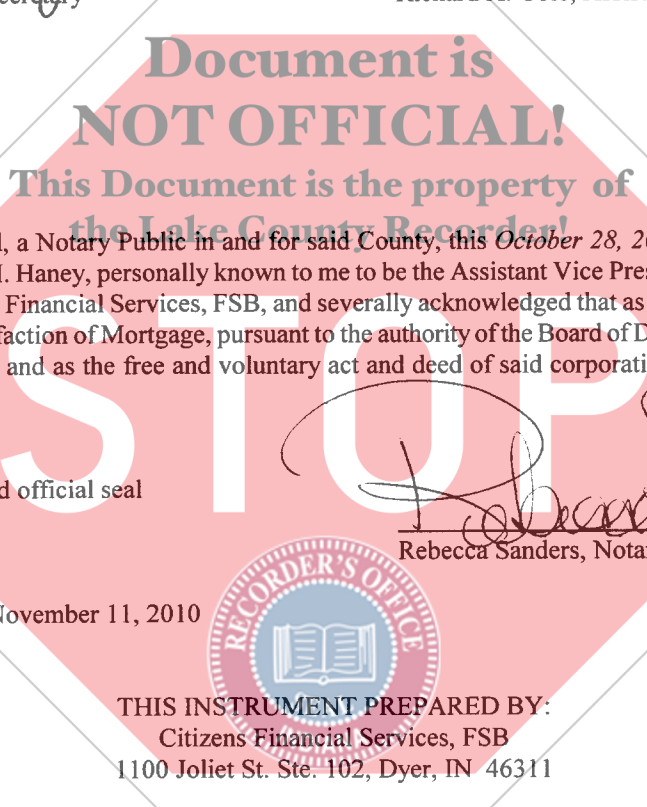 Document is
NOT OFFICIAL!
This Document is the property of
the Lake County Recorder!
, a Notary Public in and for said County, this October 28, 2
. Haney, personally known to me to be the Assistant Vice Pres
Financial Services, FSB, and severally acknowledged that as
faction of Mortgage, pursuant to the authority of the Board of D
and as the free and voluntary act and deed of said corporati
STOP
d official seal
Rebecca
Rebecca Sanders, Notar
RECORDER'S OFFICE
November 11, 2010
THIS INSTRUMENT PREPARED BY:
Citizens Financial Services, FSB
1100 Joliet St. Ste. 102, Dyer, IN 46311